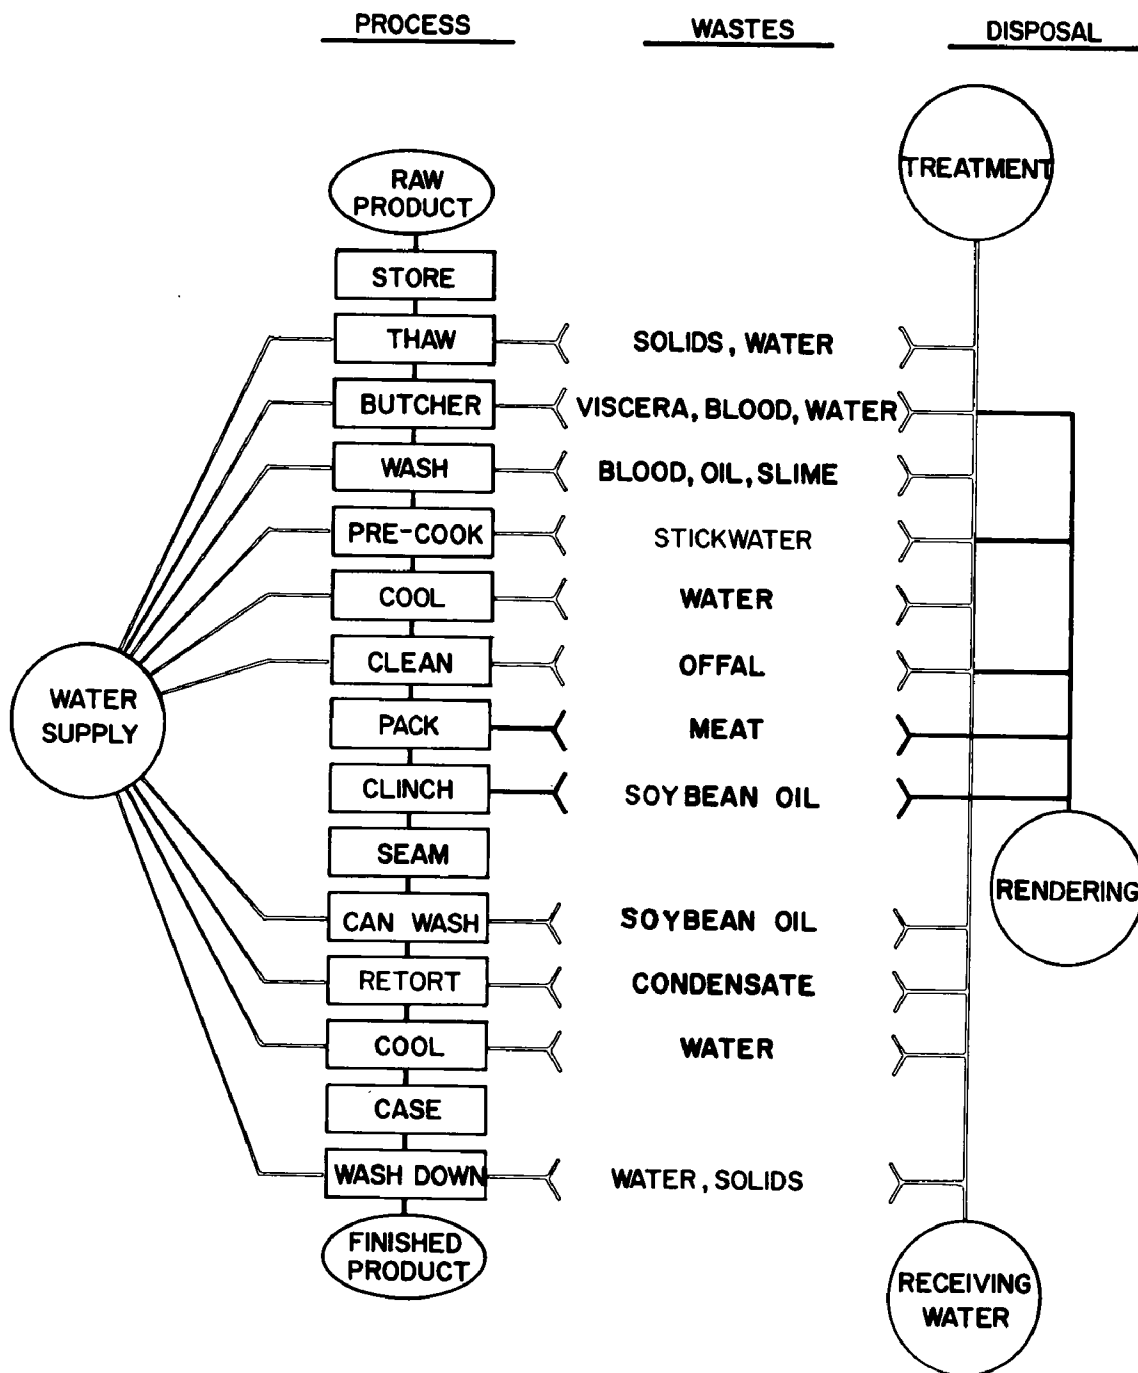 PROCESS
WASTES
DISPOSAL
TREATMENT
RAW
PRODUCT
STORE
THAW
SOLIDS, WATER
BUTCHER
VISCERA, BLOOD, WATER
WASH
BLOOD, OIL, SLIME
PRE-COOK
STICKWATER
COOL
WATER
CLEAN
OFFAL
WATER
SUPPLY
PACK
MEAT
CLINCH
SOYBEAN OIL
SEAM
RENDERING
CAN WASH
SOYBEAN OIL
RETORT
CONDENSATE
COOL
WATER
CASE
WASH DOWN
WATER, SOLIDS
FINISHED
PRODUCT
RECEIVING
WATER